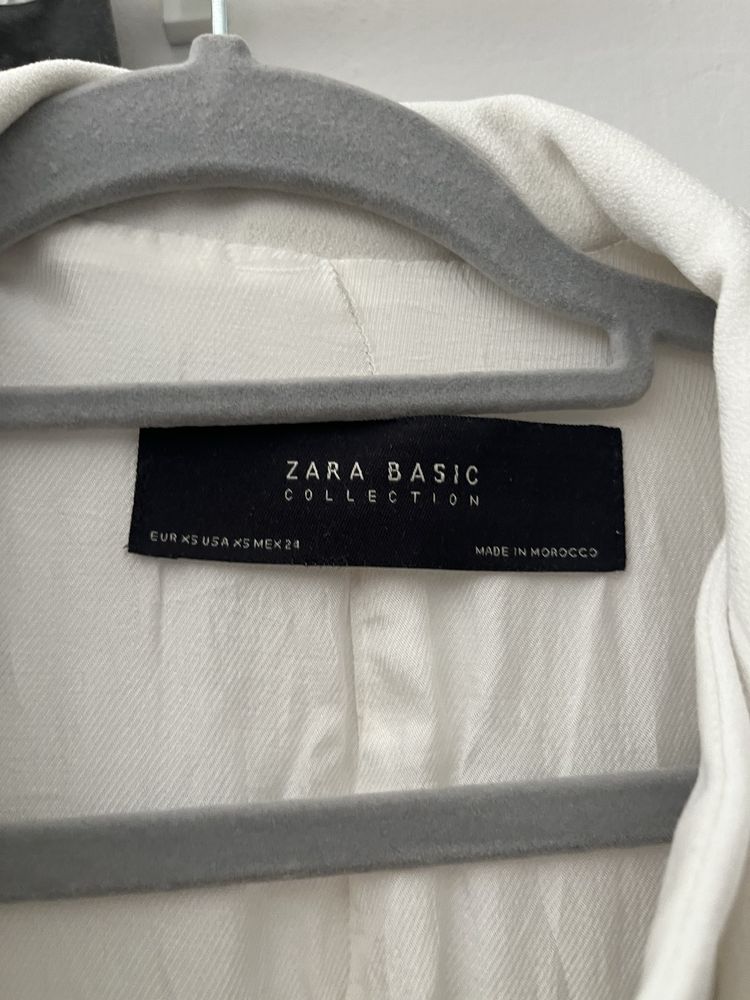 ZARA BASIC
COLLECTION
EUR XS USA XS MEX 24
MADE IN MOROCCO